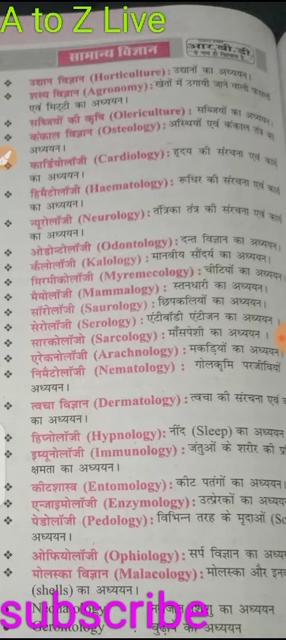 A to Z Live
सामान्य विज्ञान
आर.बी.डी.
उद्यान विज्ञान (Horticulture): उद्यानों का अध्ययन।
शस्य विज्ञान (Agronomy): खेतों में उगायी जाने वाली फसलों
एवं मिट्टी का अध्ययन।
सब्जियों की कृषि (Olericulture) : सब्जियों का अध्ययन।
कंकाल विज्ञान (Osteology): अस्थियों एवं कंकाल तंत्र का
अध्ययन।
कार्डियोलॉजी (Cardiology): हृदय की संरचना एवं कार्य
का अध्ययन।
हिमैटोलॉजी (Haematology): रूधिर की संरचना एवं कार्य
का अध्ययन।
न्यूरोलॉजी (Neurology): तंत्रिका तंत्र की संरचना एवं कार्य
का अध्ययन।
ओडोन्टोलॉजी (Odontology): दन्त विज्ञान का अध्ययन।
कैलोलॉजी (Kalology) : मानवीय सौंदर्य का अध्ययन।
मिरमीकोलॉजी (Myremecology): चींटियों का अध्ययन
मैमोलॉजी (Mammalogy) : स्तनधारी का अध्ययन।
सॉरोलॉजी (Saurology) : छिपकलियों का अध्ययन।
सेरोलॉजी (Serology) : एंटीबॉडी एंटीजन का अध्ययन
सारकोलॉजी (Sarcology) : माँसपेशी का अध्ययन ।
एरेकनोलॉजी (Arachnology) : मकड़ियों का अध्ययन
निमैटोलॉजी (Nematology) : गोलकृमि परजीवियों
अध्ययन।
त्वचा विज्ञान (Dermatology) : त्वचा की संरचना एवं
का अध्ययन।
हिप्नोलॉजी (Hypnology): नींद (Sleep) का अध्ययन
इम्यूनोलॉजी (Immunology) : जंतुओं के शरीर की
क्षमता का अध्ययन।
कीटशास्त्र (Entomology) : कीट पतंगों का अध्ययन।
एन्जाइमोलॉजी (Enzymology): उत्प्रेरकों का अध्ययन
पेडोलॉजी (Pedology) : विभिन्न तरह के मृदाओं (So
अध्ययन।
ओफियोलॉजी (Ophiology) : सर्प विज्ञान का अध्य
मोलस्का विज्ञान (Malacology) : मोलस्का और इन
(shells) का अध्ययन।
subscribe
का अध्ययन
Gerontology
का अध्ययन